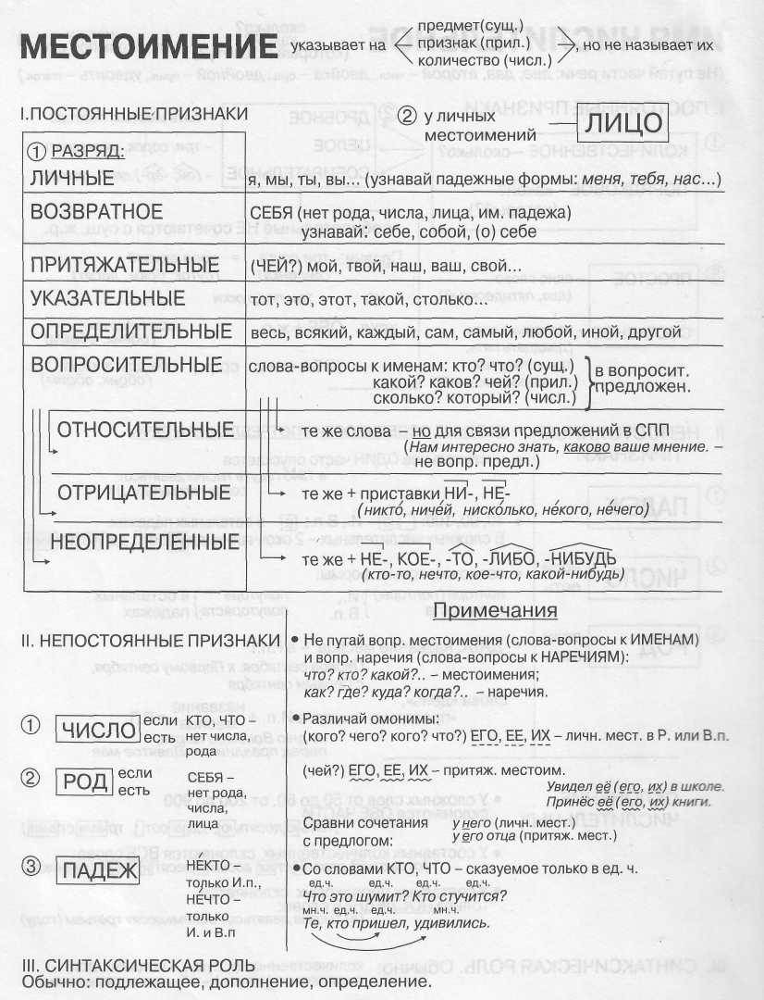 МЕСТОИМЕНИЕ указывает на предмет(сущ.)
признак (прил.)
количество (числ.)
, но не называет их
I.ПОСТОЯННЫЕ ПРИЗНАКИ
② у личных
местоимений
ЛИЦО
① РАЗРЯД:
ЛИЧНЫЕ я, мы, ты, вы... (узнавай падежные формы: меня, тебя, нас...)
ВОЗВРАТНОЕ СЕБЯ (нет рода, числа, лица, им. падежа)
узнавай: себе, собой, (о) себе
ПРИТЯЖАТЕЛЬНЫЕ (ЧЕЙ?) мой, твой, наш, ваш, свой...
УКАЗАТЕЛЬНЫЕ тот, это, этот, такой, столько...
ОПРЕДЕЛИТЕЛЬНЫЕ весь, всякий, каждый, сам, самый, любой, иной, другой
ВОПРОСИТЕЛЬНЫЕ слова-вопросы к именам: кто? что? (сущ.)
какой? каков? чей? (прил.)
сколько? который? (числ.)
в вопросит.
предложен.
ОТНОСИТЕЛЬНЫЕ те же слова – но для связи предложений в СПП
(Нам интересно знать, каково ваше мнение. –
не вопр. предл.)
ОТРИЦАТЕЛЬНЫЕ те же + приставки НИ-, НЕ-
(никто́, ниче́й, ниско́лько, не́кого, не́чего)
НЕОПРЕДЕЛЕННЫЕ те же + НЕ-, КОЕ-, -ТО, -ЛИБО, -НИБУДЬ
(кто-то, нечто, кое-что, какой-нибудь)
Примечания
II. НЕПОСТОЯННЫЕ ПРИЗНАКИ
• Не путай вопр. местоимения (слова-вопросы к ИМЕНАМ)
и вопр. наречия (слова-вопросы к НАРЕЧИЯМ):
что? кто? какой?.. – местоимения;
как? где? куда? когда?.. – наречия.
① ЧИСЛО если
есть
КТО, ЧТО –
нет числа,
рода
② РОД если
есть
СЕБЯ –
нет рода,
числа,
лица
③ ПАДЕЖ
НЕ́КТО –
только И.п.,
НЕ́ЧТО –
только
И. и В.п
• Различай омонимы:
(кого? чего? кого? что?) ЕГО, ЕЕ, ИХ – личн. мест. в Р. или В.п.
(чей?) ЕГО, ЕЕ, ИХ – притяж. местоим.
Увидел её (его, их) в школе.
Принёс её (его, их) книги.
Сравни сочетания
с предлогом;
у него (личн. мест.)
у его отца (притяж. мест.)
• Со словами КТО, ЧТО – сказуемое только в ед. ч.
ед.ч. ед.ч. ед.ч. ед.ч.
Что это шумит? Кто стучится?
мн.ч. ед.ч. ед.ч. мн.ч.
Те, кто пришел, удивились.
III. СИНТАКСИЧЕСКАЯ РОЛЬ
Обычно: подлежащее, дополнение, определение.